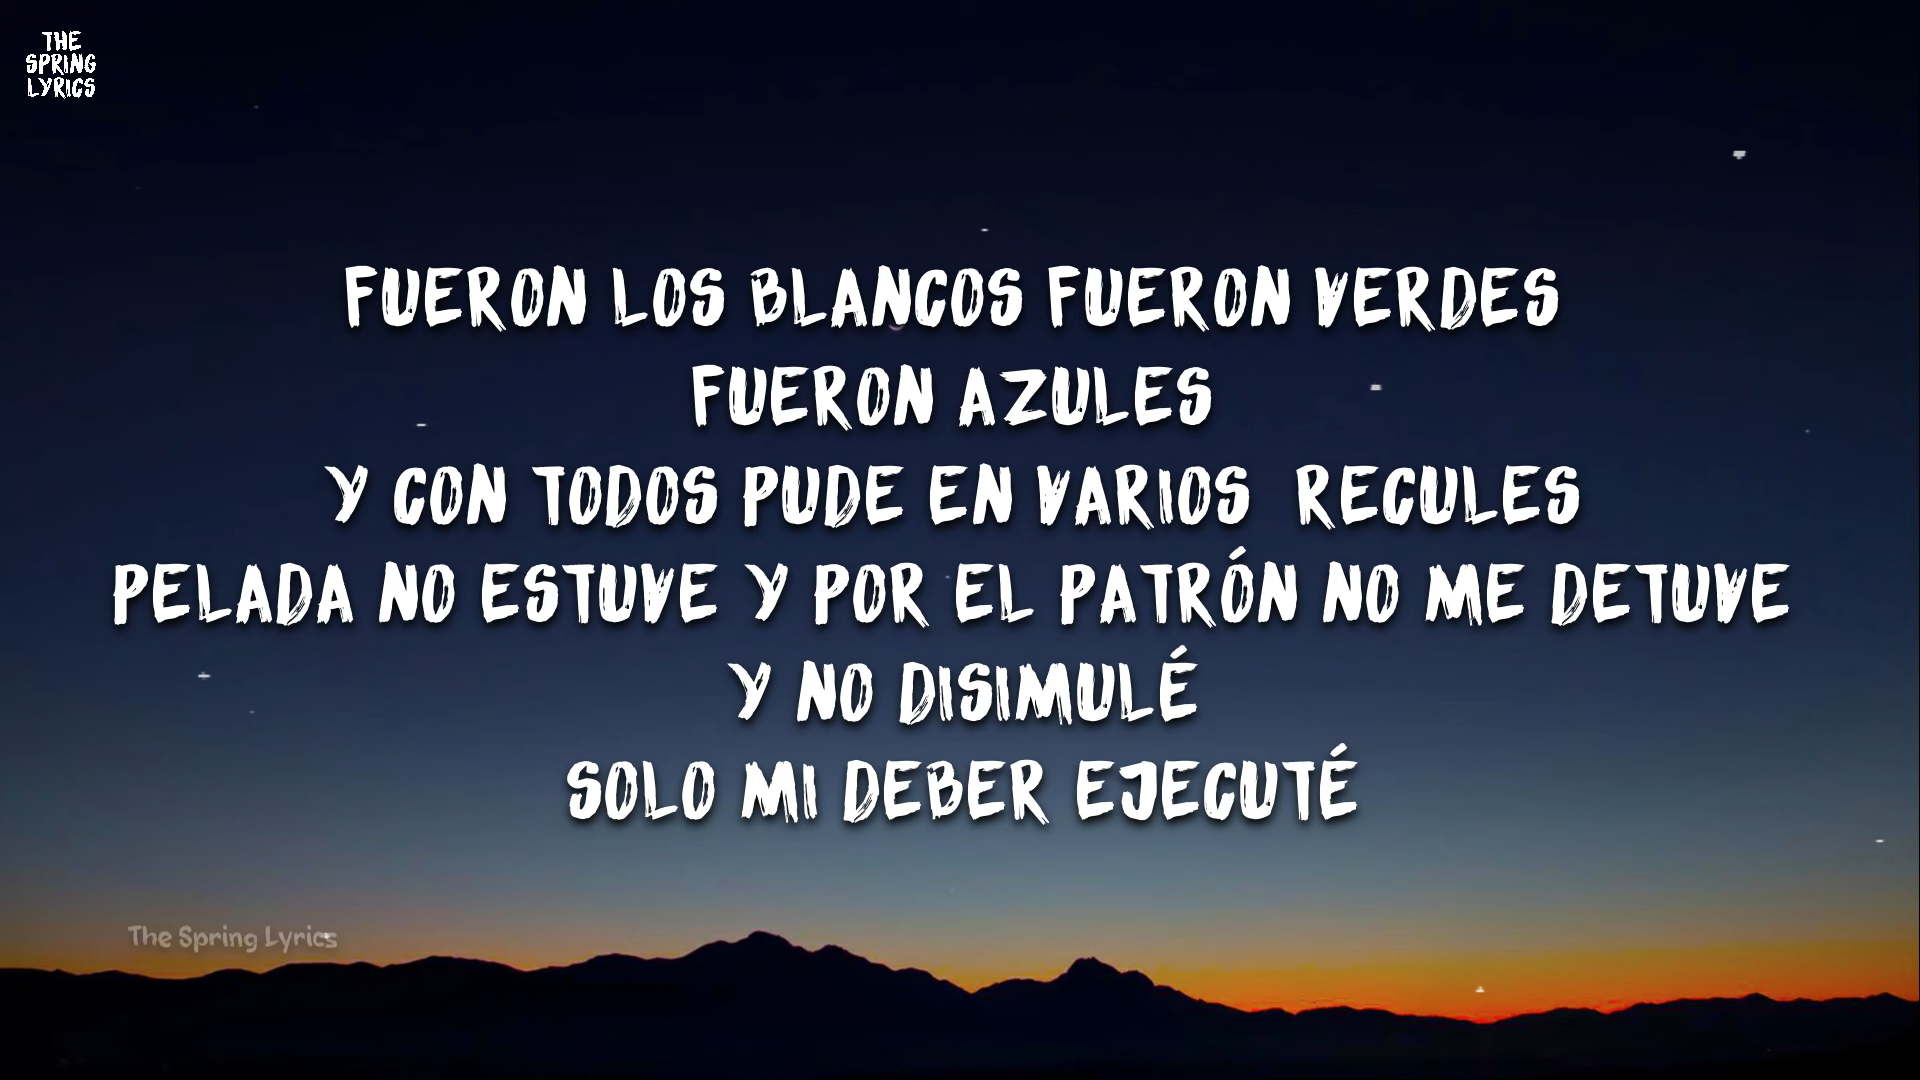 THE
SPRING
LYRICS
FUERON LOS BLANCOS FUERON VERDES
FUERON AZULES
Y CON TODOS PUDE EN VARIOS RECULES
PELADA NO ESTUVE Y POR EL PATRÓN NO ME DETUVE
Y NO DISIMULÉ
SOLO MI DEBER EJECUTÉ
The Spring Lyrics